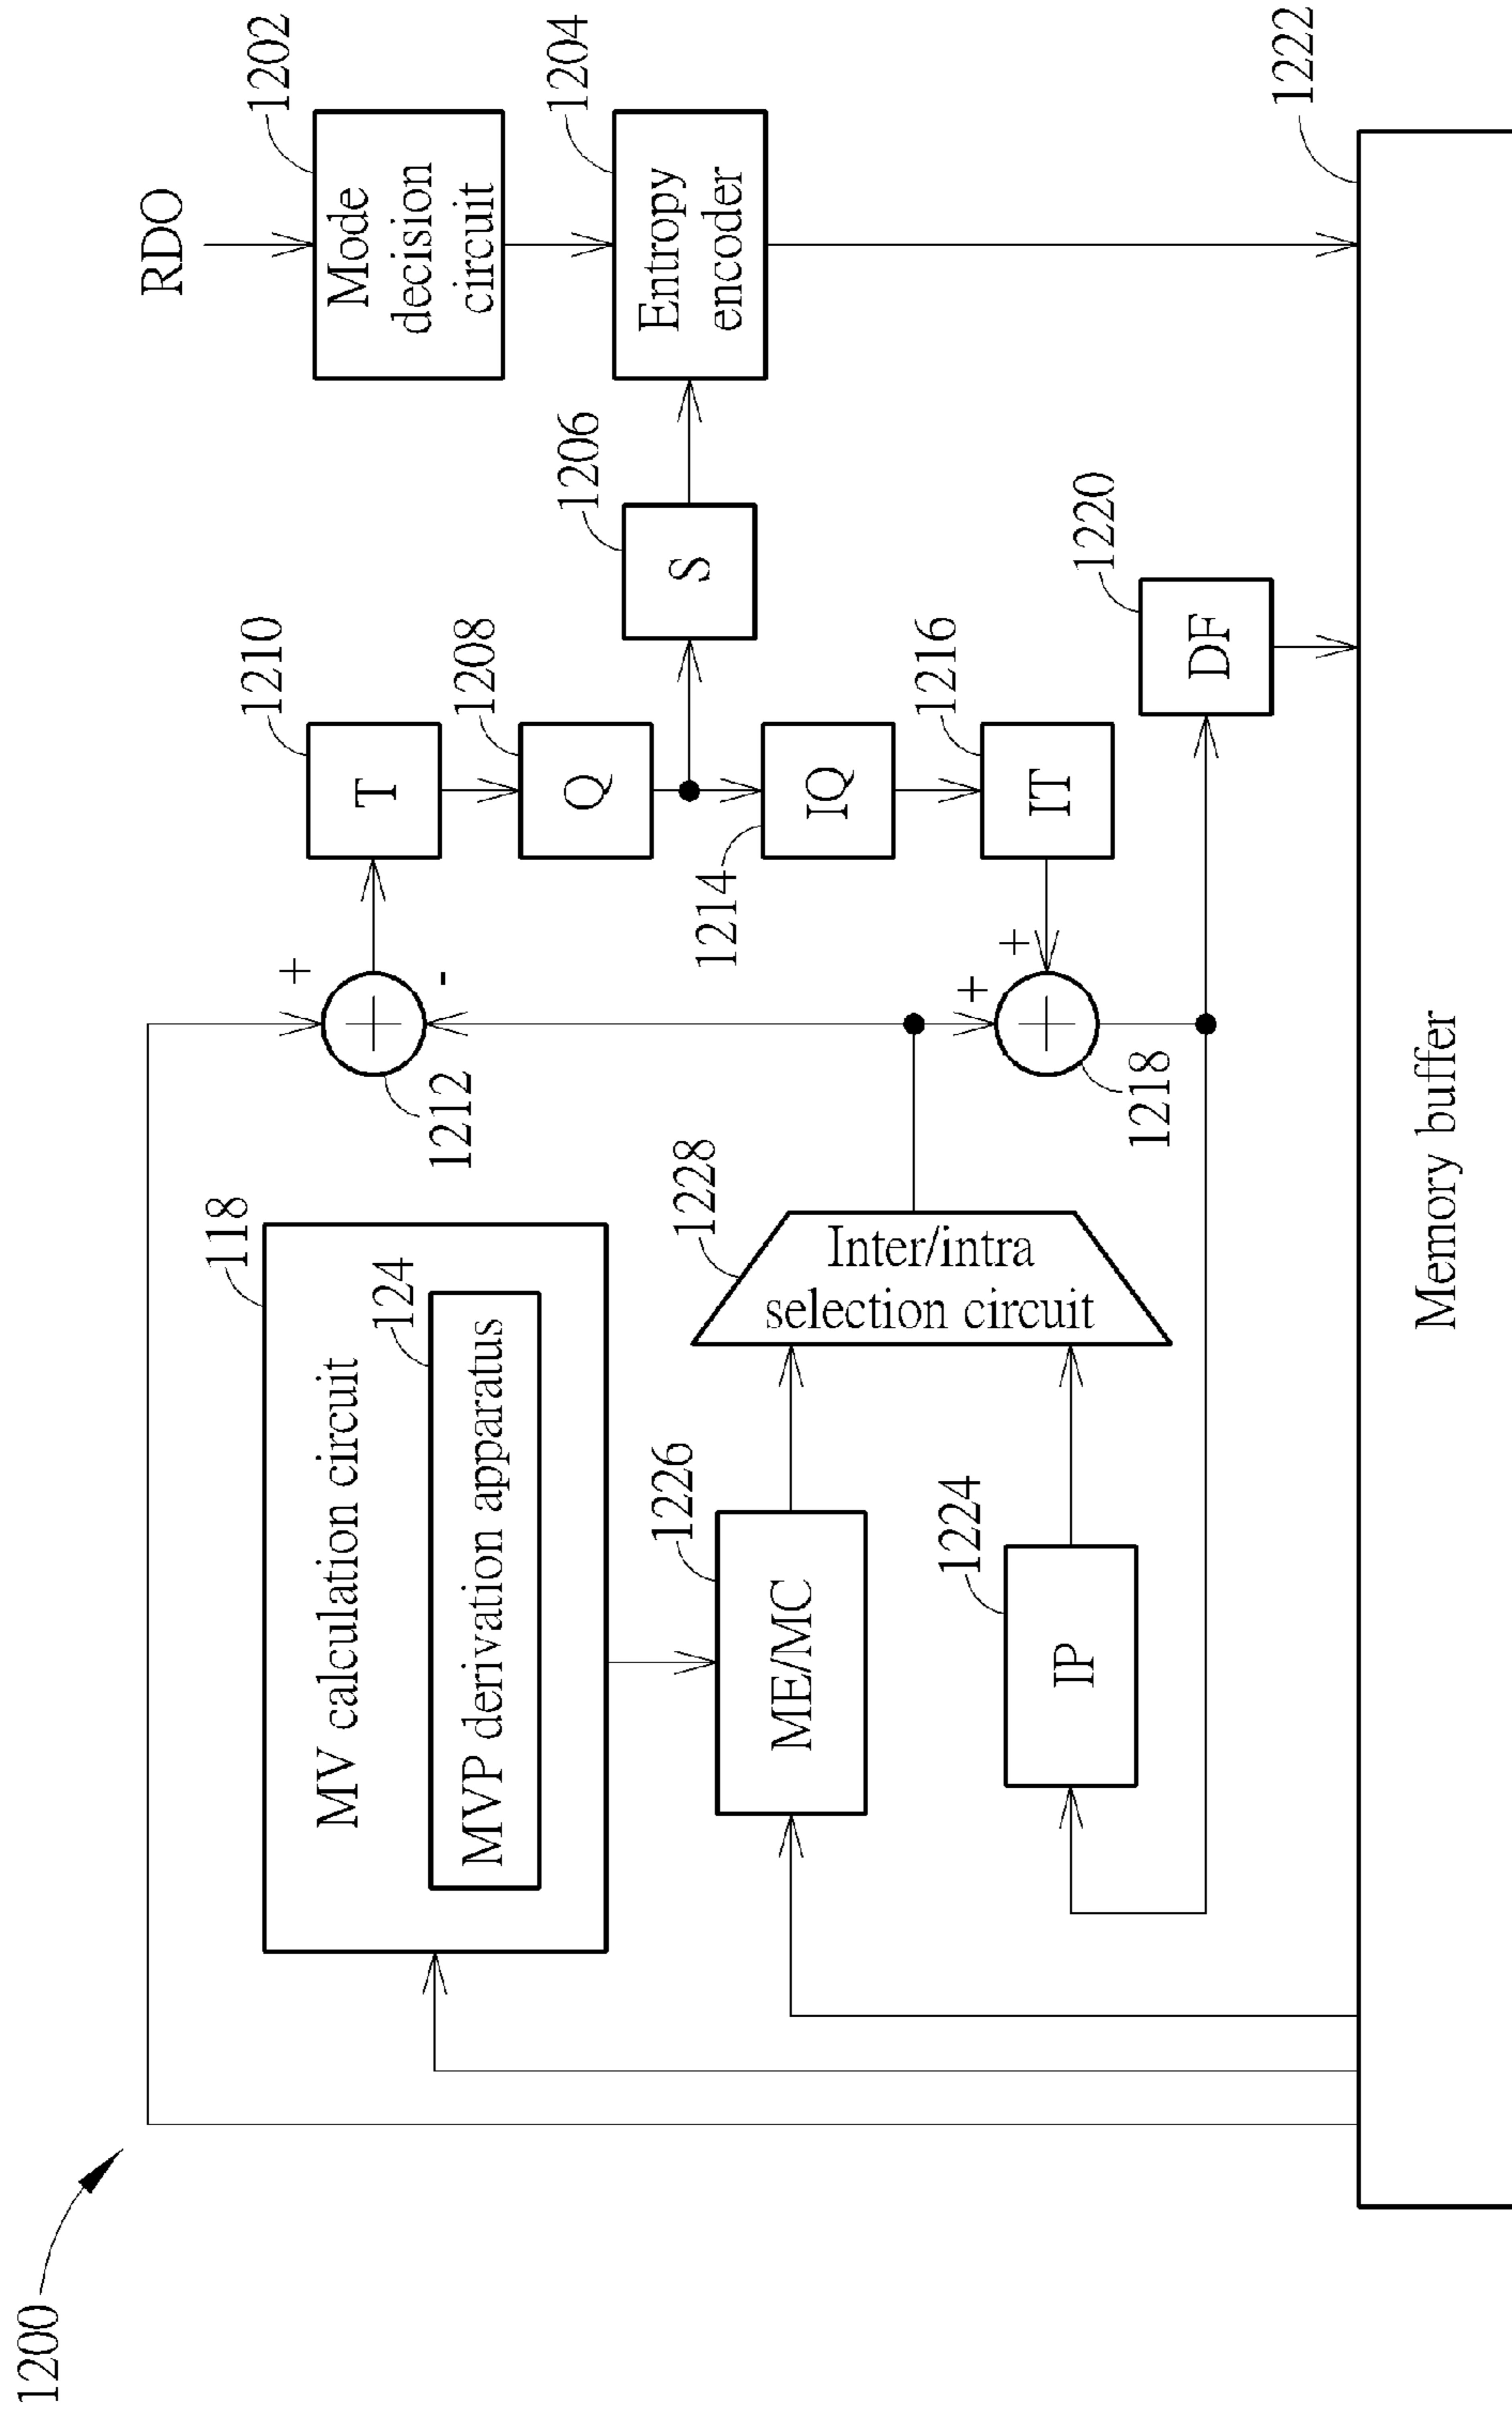 1200
RDO
1202
Mode
decision
circuit
1204
Entropy
encoder
1206
S
1210
T
1208
Q
1214
IQ
1216
IT
1220
DF
+
-
1212
+
+
1218
118
MV calculation circuit
124
MVP derivation apparatus
1228
Inter/intra
selection circuit
1226
ME/MC
1224
IP
1222
Memory buffer